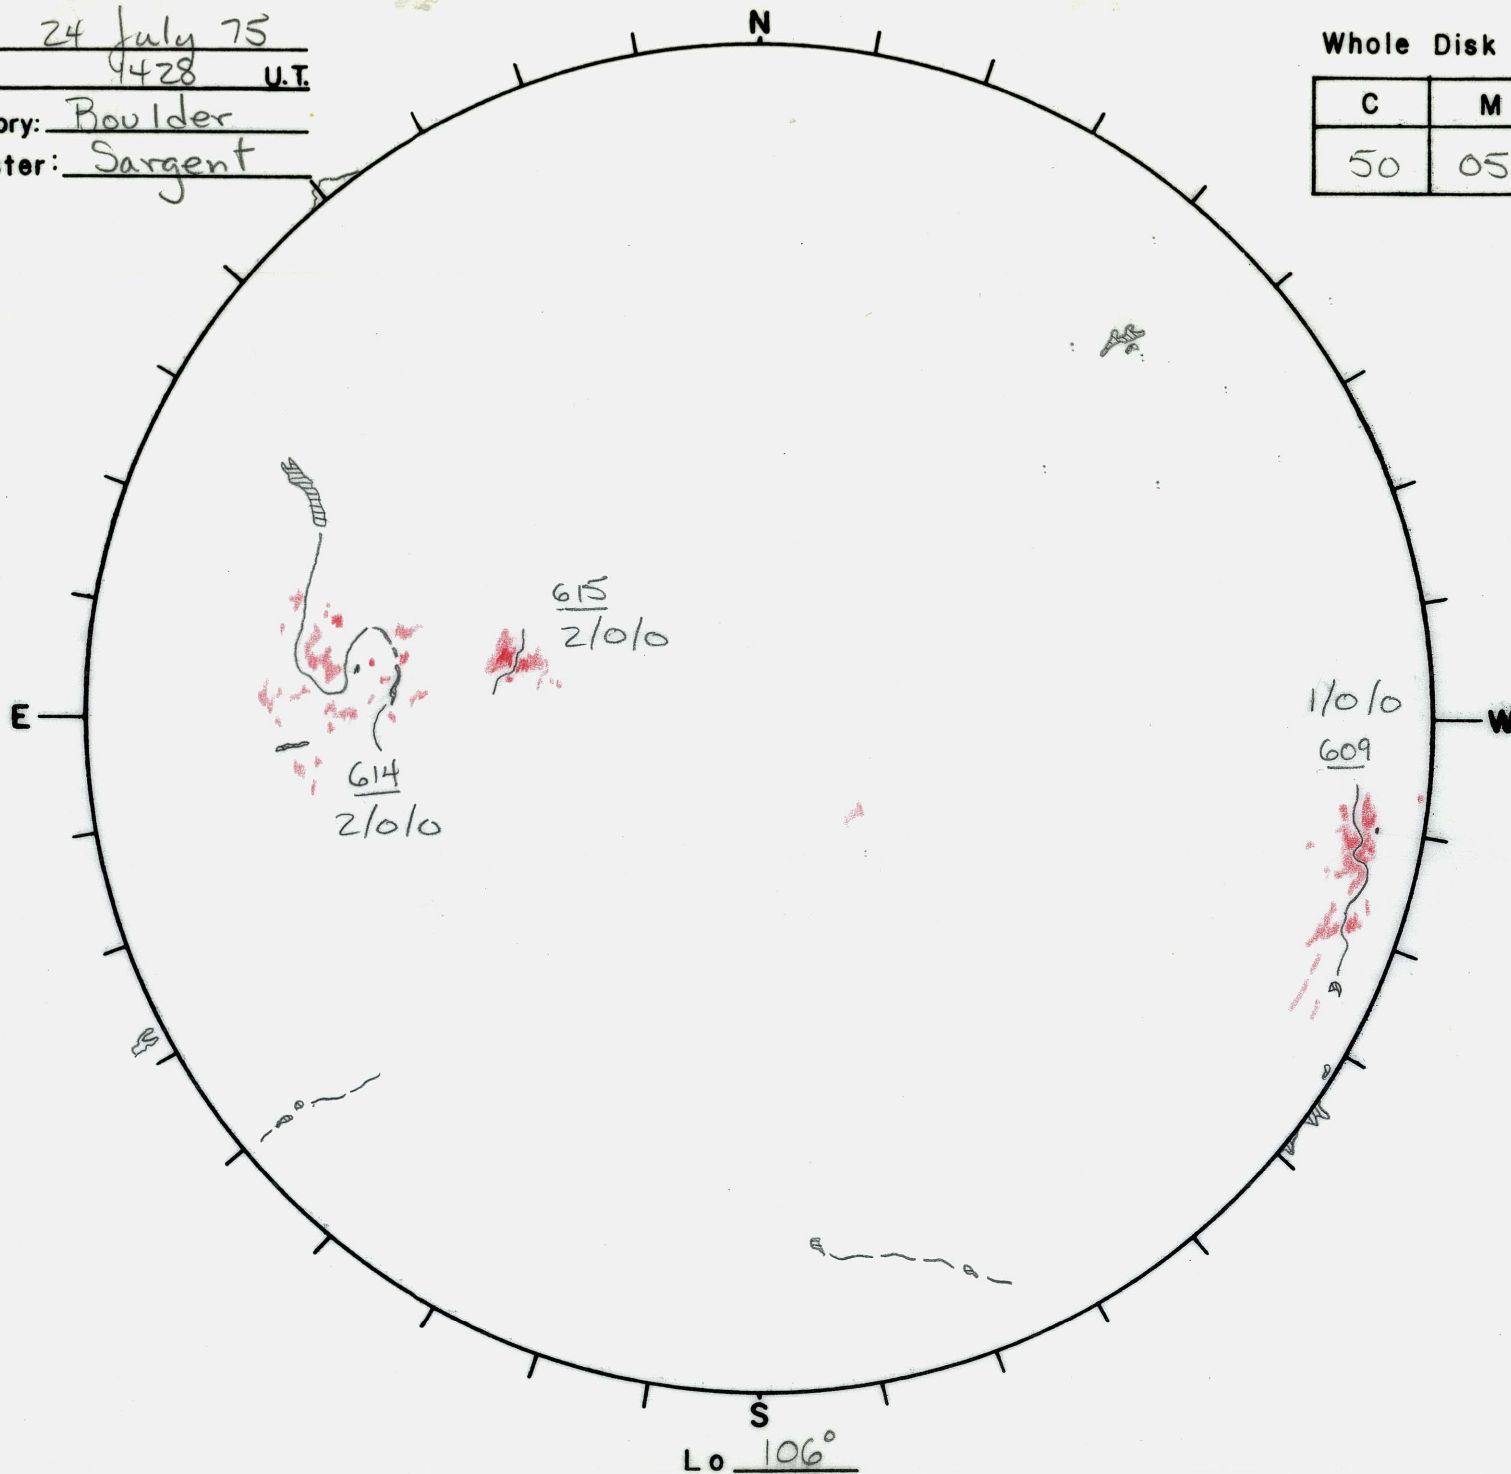 24 July 75
1428 U.T.
ory: Boulder
ster: Sargent
N
Whole Disk
C M
50 05
615
2/0/0
E
W
1/0/0
609
614
2/0/0
S
Lo 106°